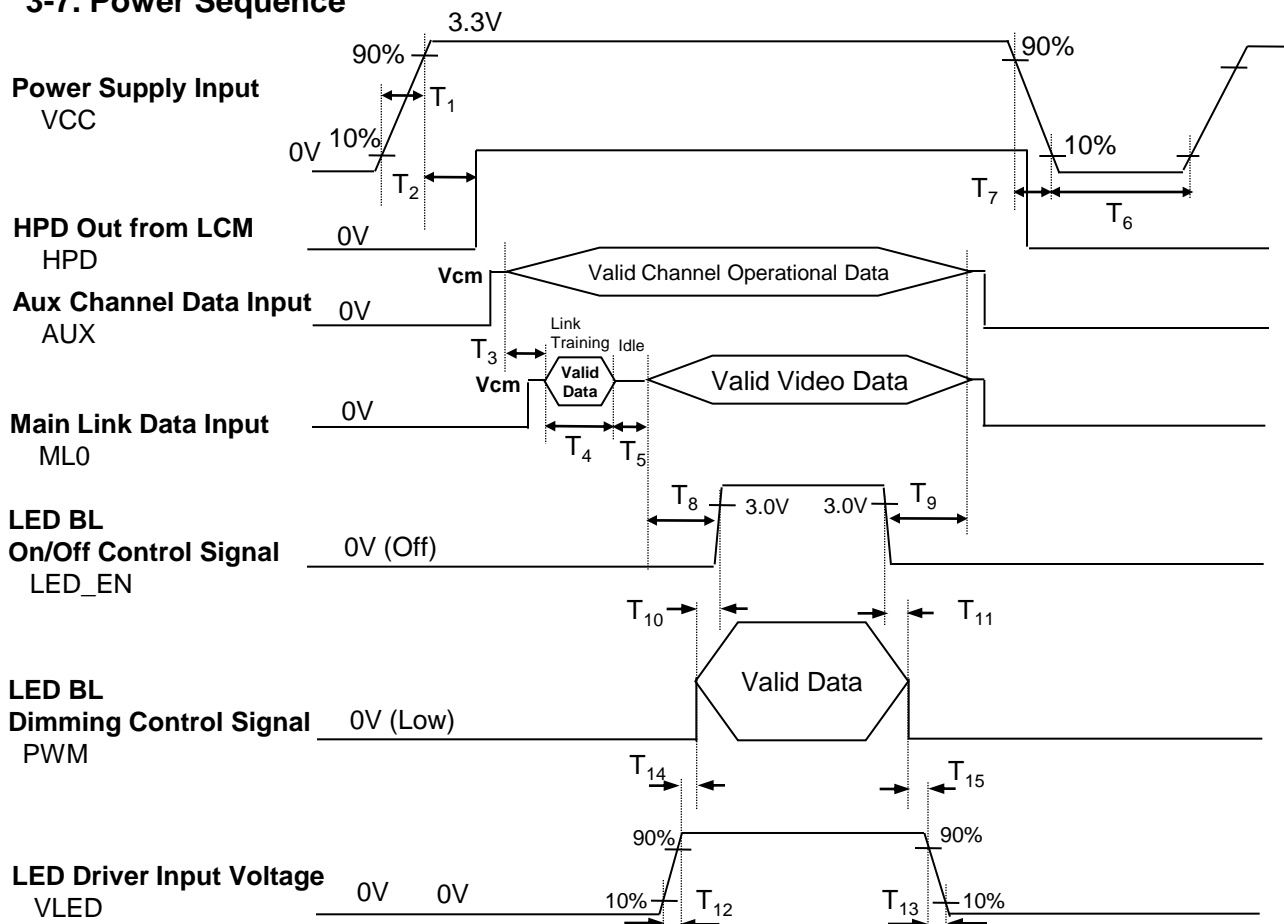 3-7. Power Sequence
3.3V
90%
90%
Power Supply Input
VCC
T1
10%
0V
10%
T2
T7
T6
HPD Out from LCM
HPD
0V
Vcm
Valid Channel Operational Data
Aux Channel Data Input
AUX
0V
Link
Training
Idle
T3
Vcm
Valid
Data
Valid Video Data
Main Link Data Input
ML0
0V
T4
T5
T8
3.0V
3.0V
T9
LED BL
On/Off Control Signal
LED_EN
0V (Off)
T10
T11
Valid Data
LED BL
Dimming Control Signal
PWM
0V (Low)
T14
T15
90%
90%
LED Driver Input Voltage
VLED
0V
0V
10%
T12
T13
10%